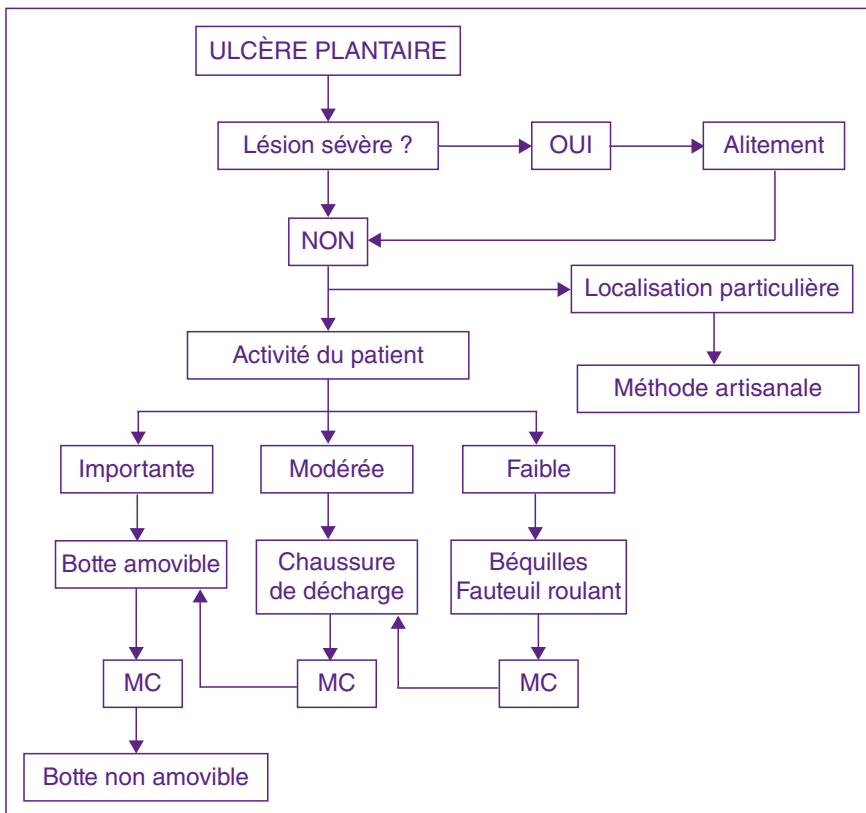 ULCÈRE PLANTAIRE
Lésion sévère ?
OUI
Alitement
NON
Localisation particulière
Activité du patient
Méthode artisanale
Importante
Modérée
Faible
Botte amovible
Chaussure
de décharge
Béquilles
Fauteuil roulant
MC
MC
MC
Botte non amovible